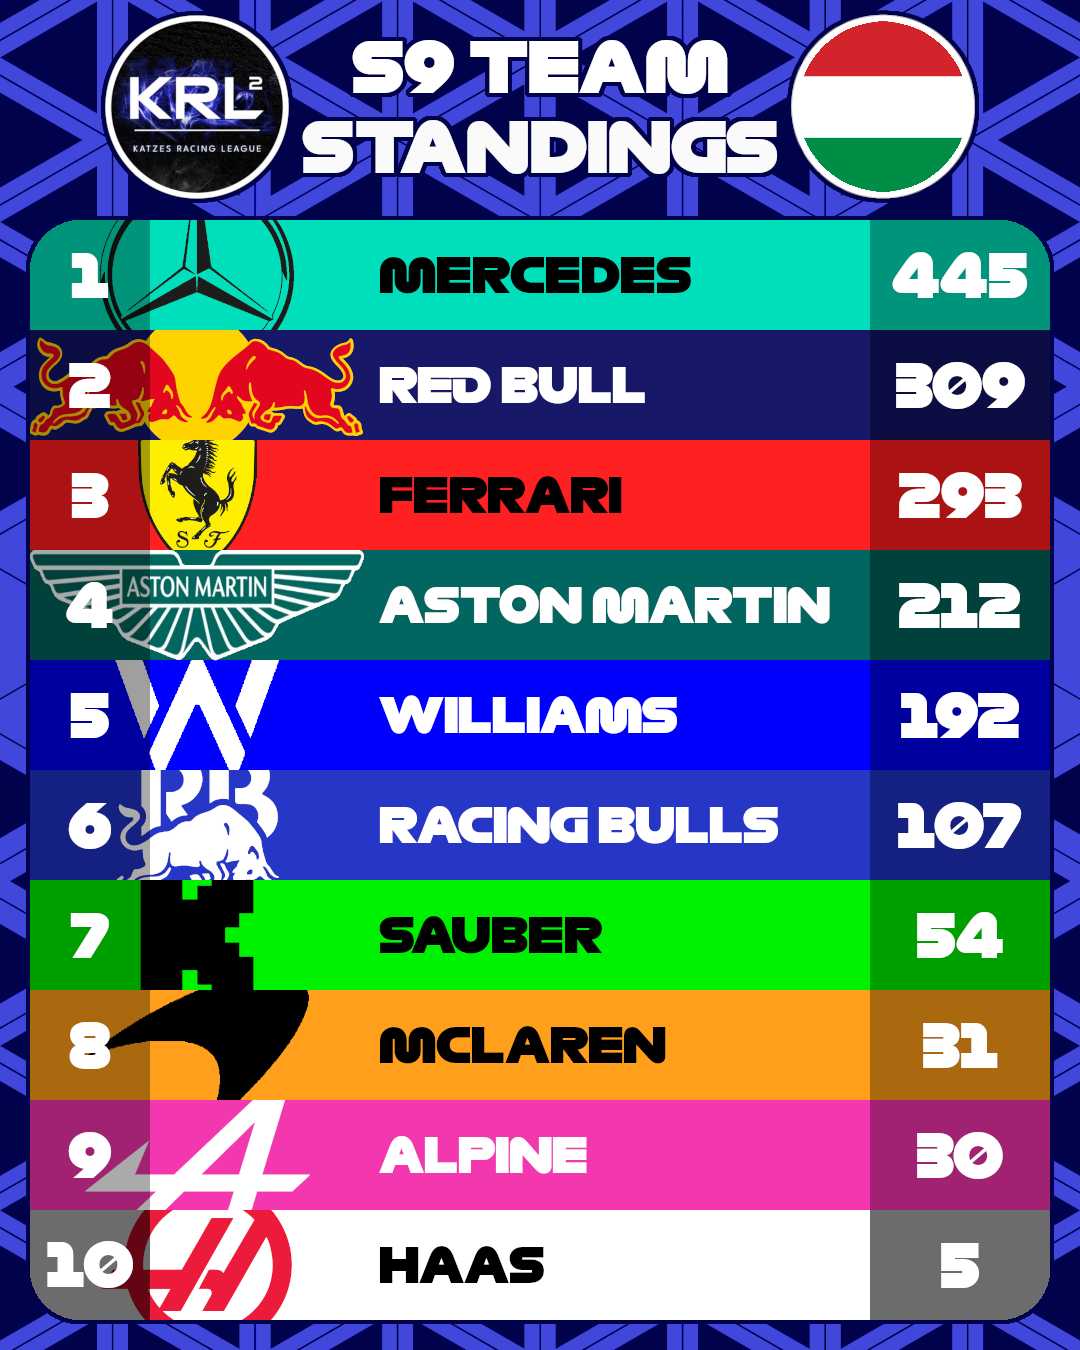 KRL²
KATZES RACING LEAGUE
S9 TEAM
STANDINGS
1 MERCEDES 445
2 RED BULL 309
3 S F FERRARI 293
4 ASTON MARTIN ASTON MARTIN 212
5 W WILLIAMS 192
6 RB RACING BULLS 107
7 K SAUBER 54
8 MCLAREN 31
9 A ALPINE 30
10 H HAAS 5